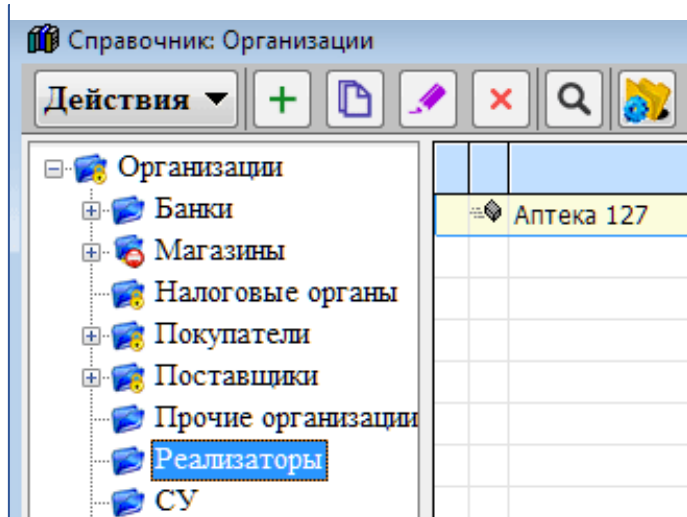 Справочник: Организации
Действия
Организации
Банки
Аптека 127
Магазины
Налоговые органы
Покупатели
Поставщики
Прочие организации
Реализаторы
СУ